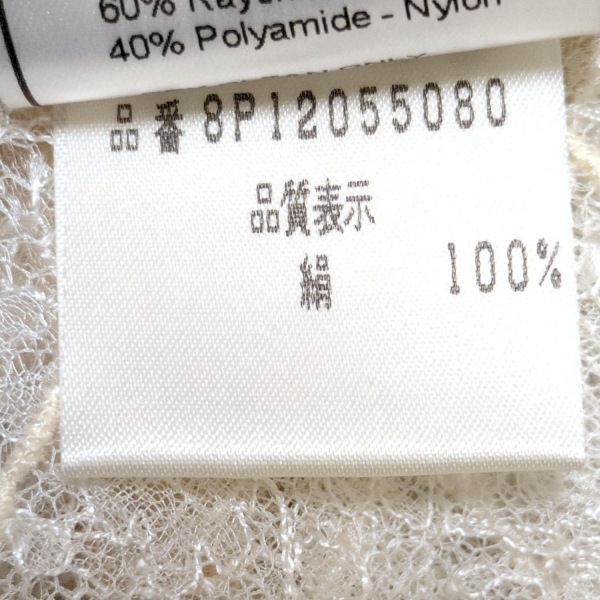 60% Rayon
40% Polyamide - Nylon
品番 8P12055080
品質表示
絹 100%